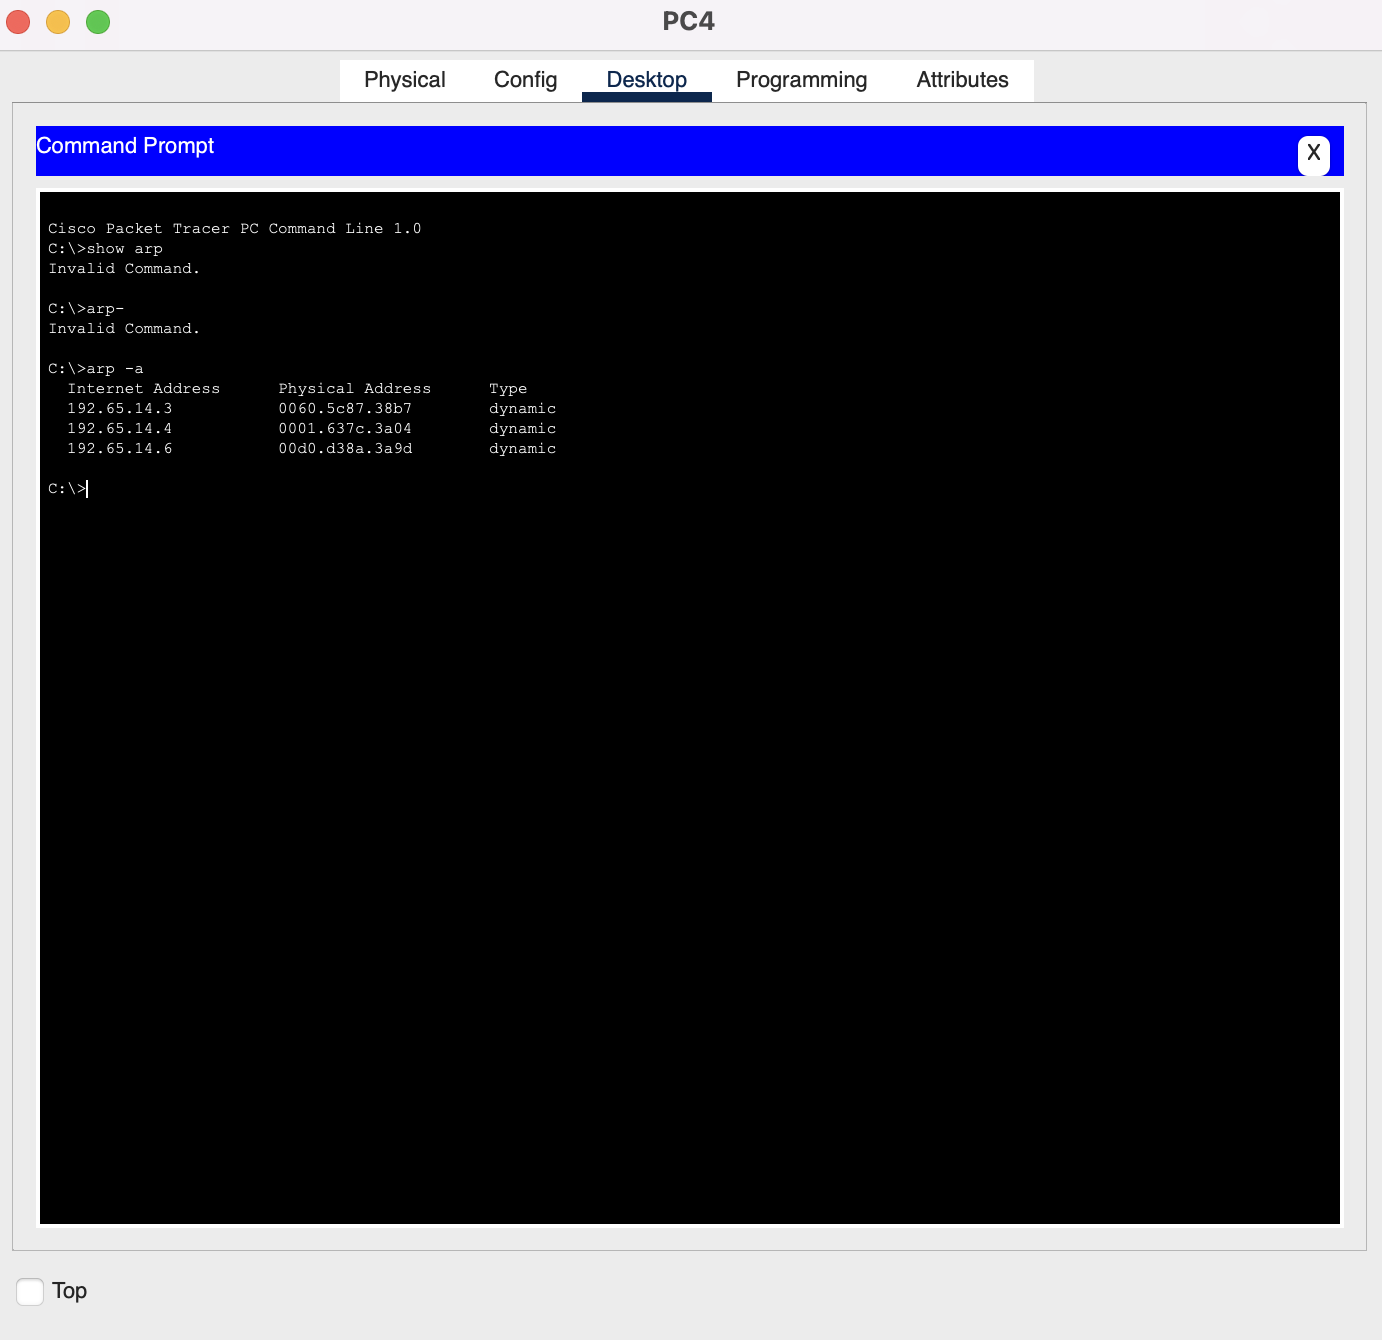 PC4
Physical Config Desktop Programming Attributes
Command Prompt X
Cisco Packet Tracer PC Command Line 1.0
C:\>show arp
Invalid Command.
C:\>arp-
Invalid Command.
C:\>arp -a
Internet Address Physical Address Type
192.65.14.3 0060.5c87.38b7 dynamic
192.65.14.4 0001.637c.3a04 dynamic
192.65.14.6 00d0.d38a.3a9d dynamic
C:\>
Top